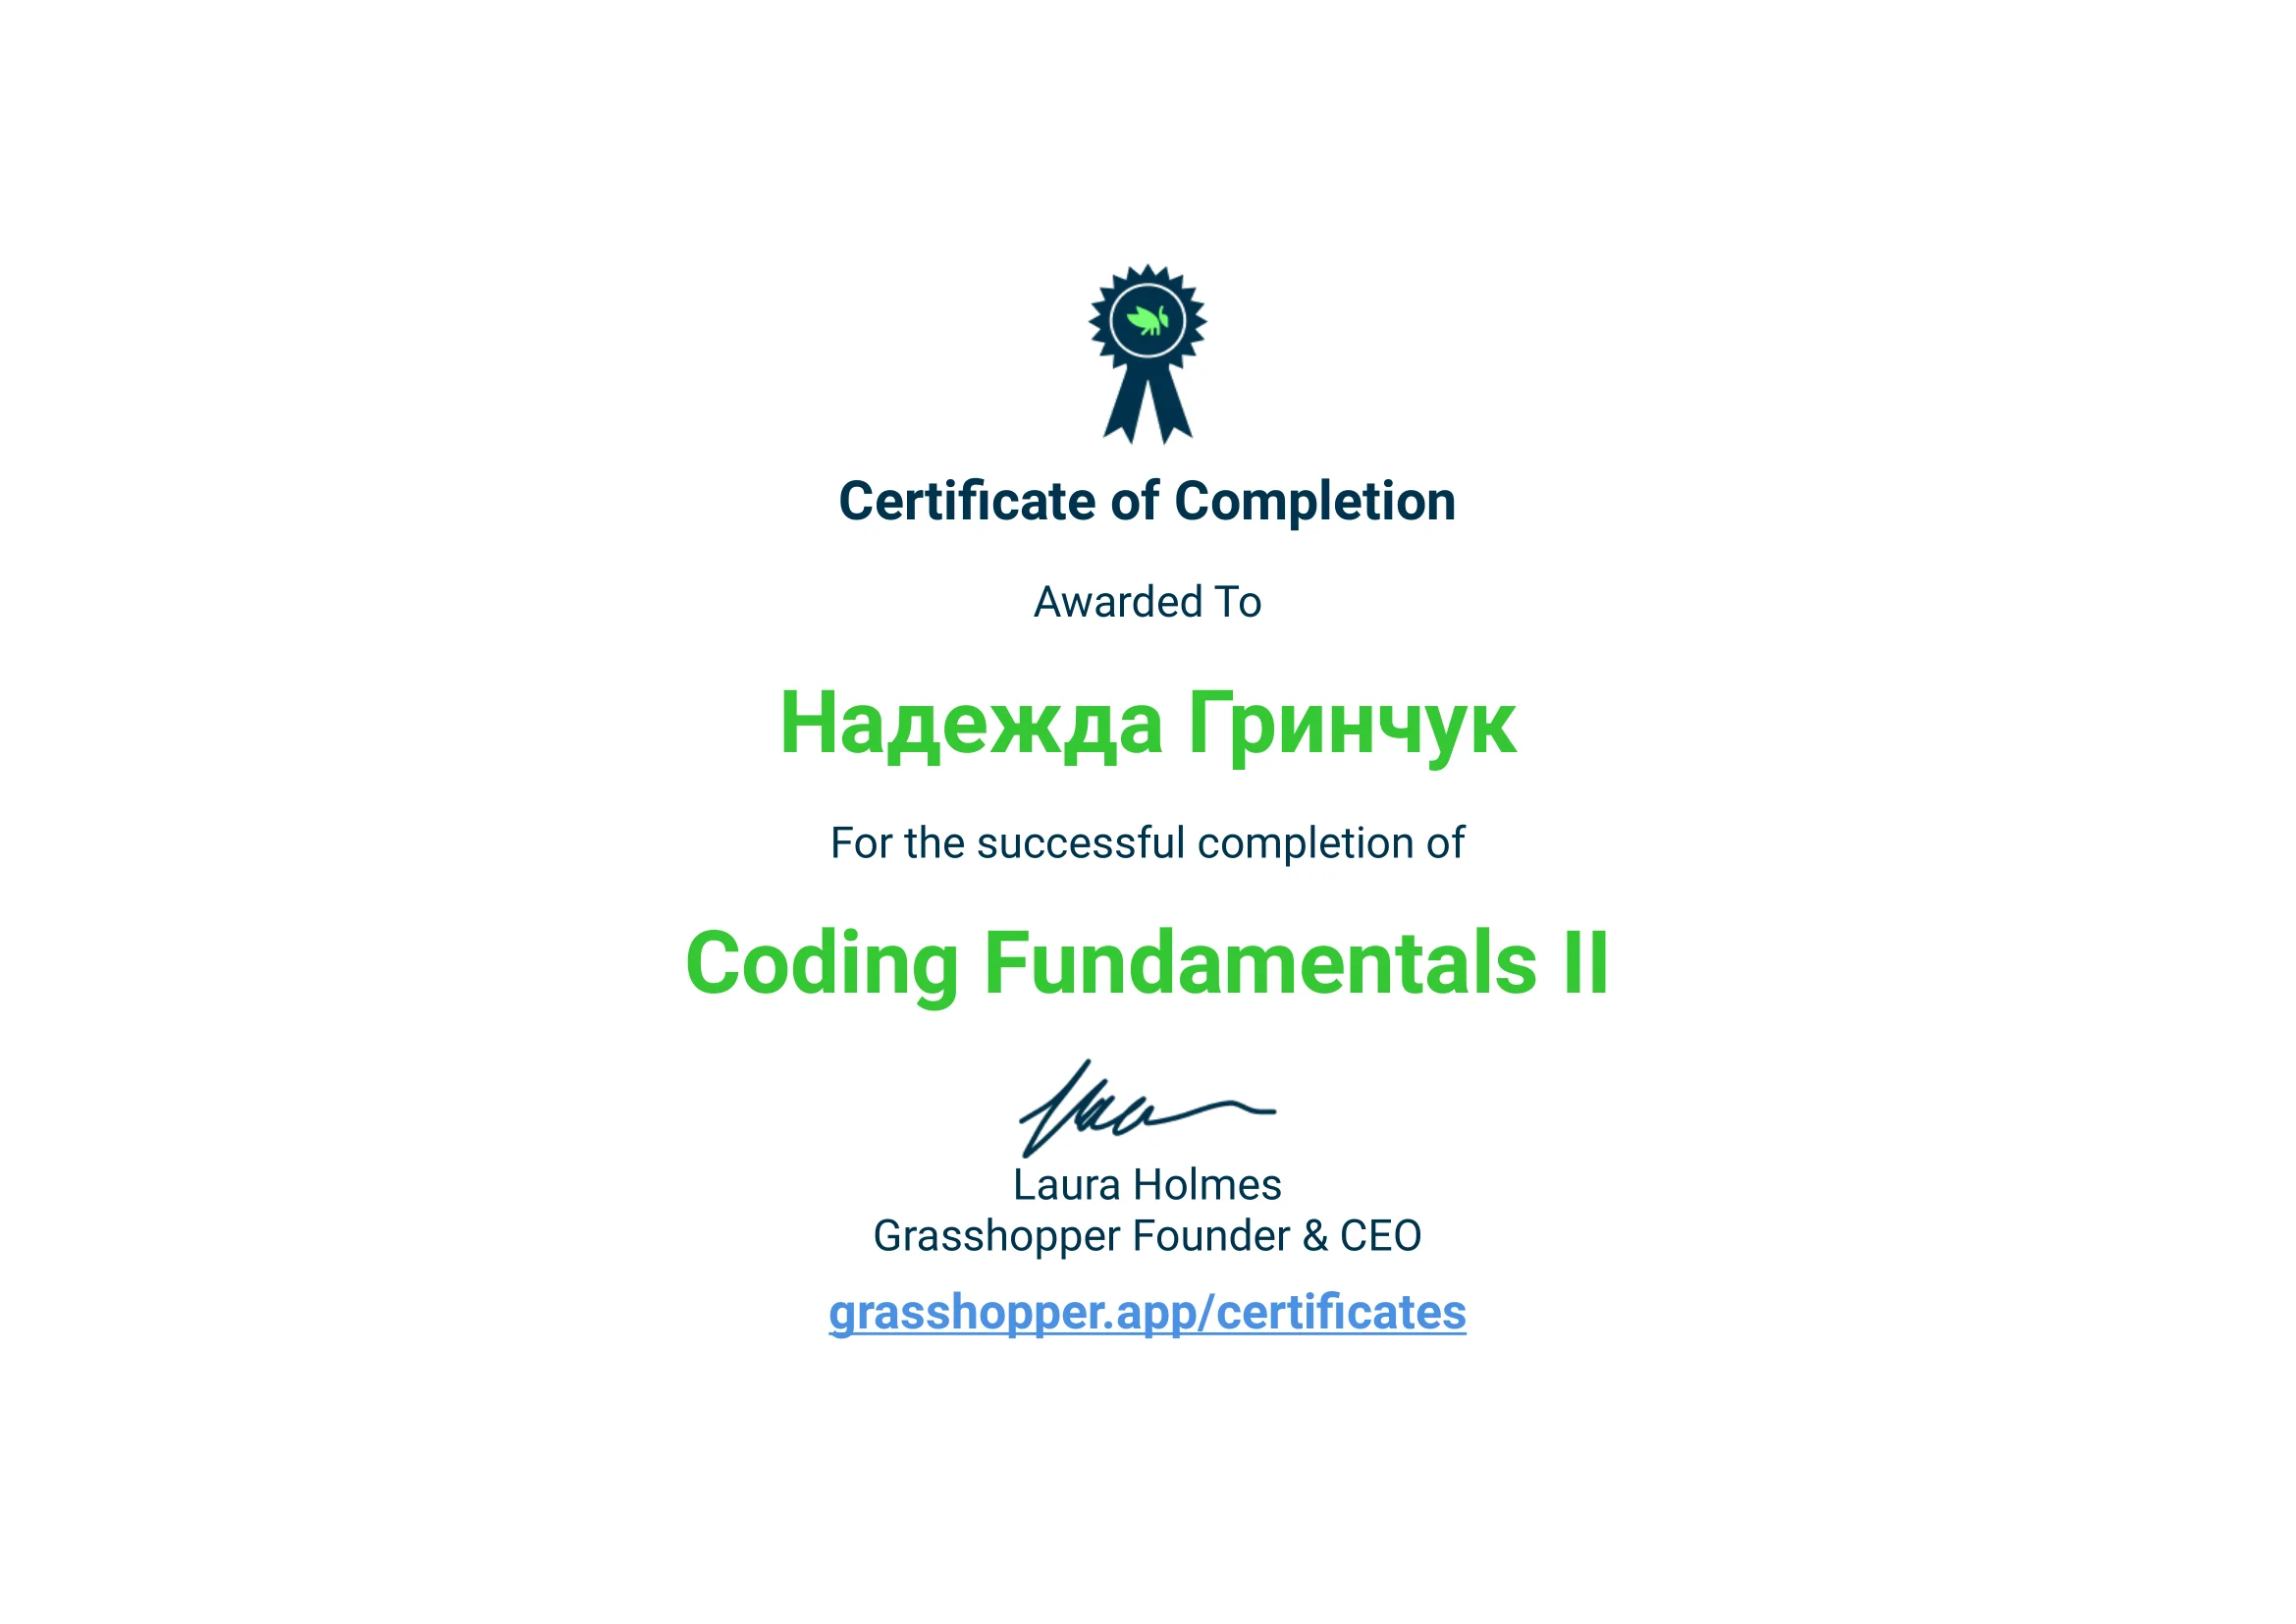 Certificate of Completion
Awarded To
Надежда Гринчук
For the successful completion of
Coding Fundamentals II
Laura Holmes
Grasshopper Founder & CEO
grasshopper.app/certificates